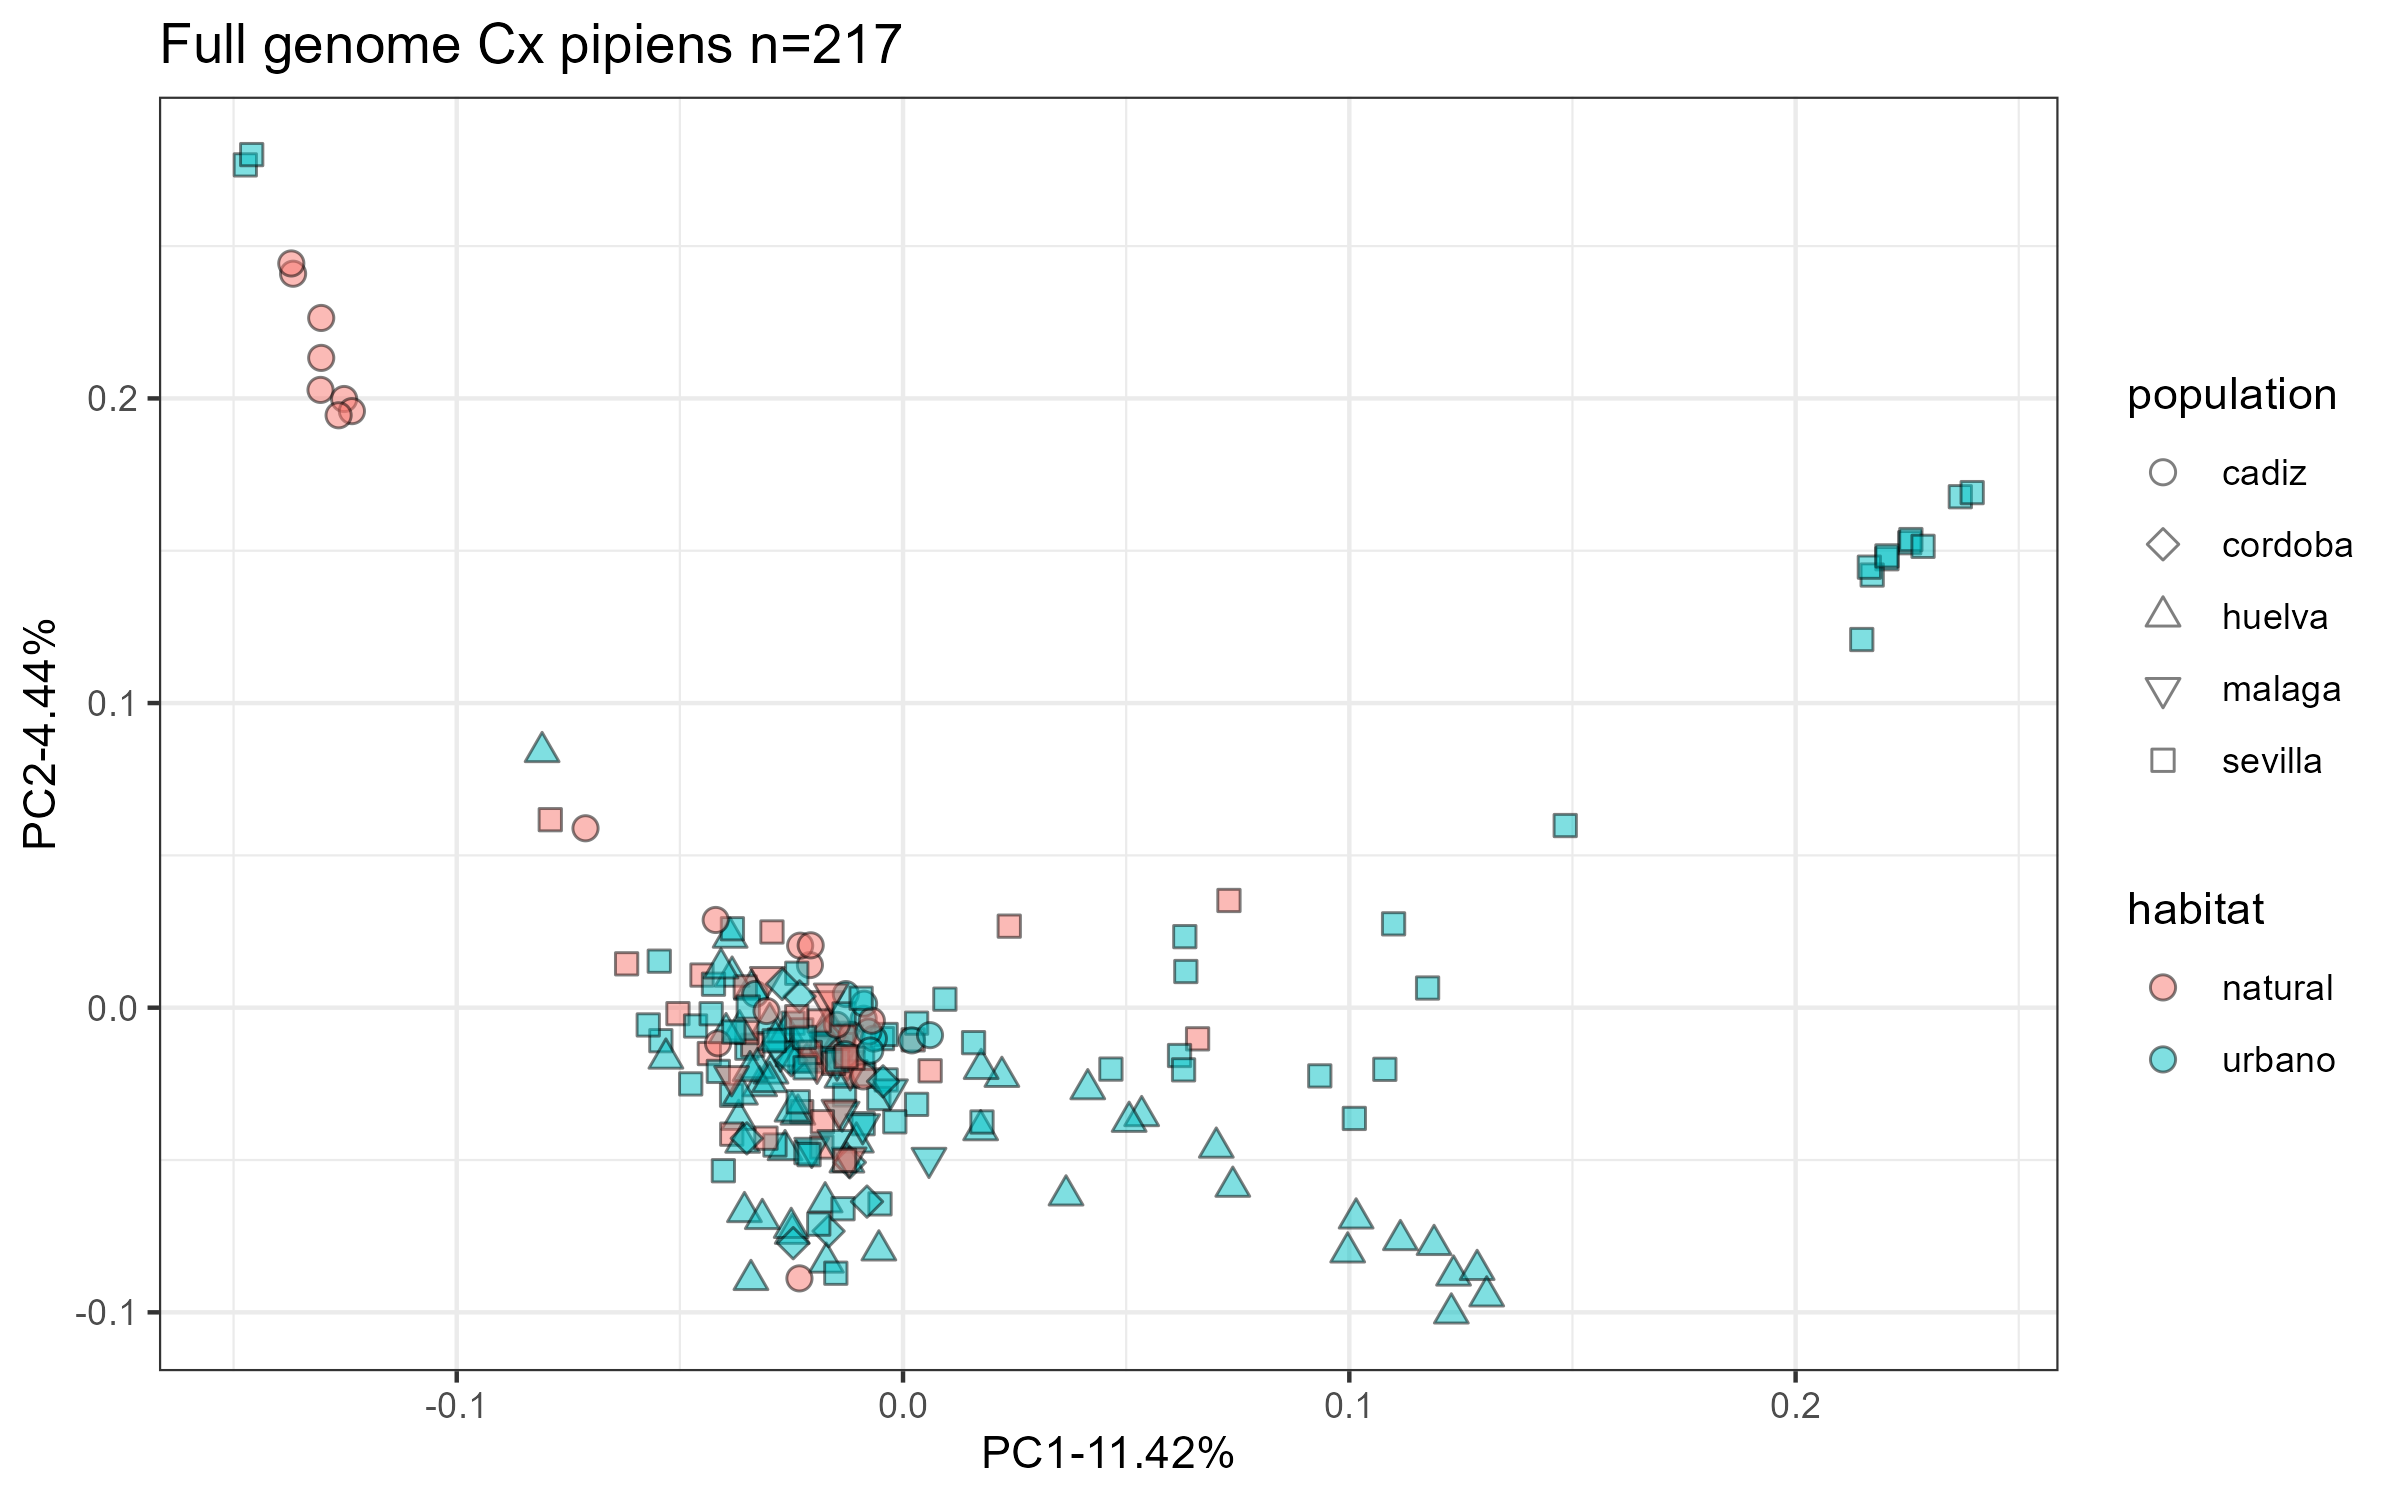 Full genome Cx pipiens n=217
PC2-4.44%
0.2
0.1
0.0
-0.1
-0.1
0.0
0.1
0.2
PC1-11.42%
population
cadiz
cordoba
huelva
malaga
sevilla
habitat
natural
urbano